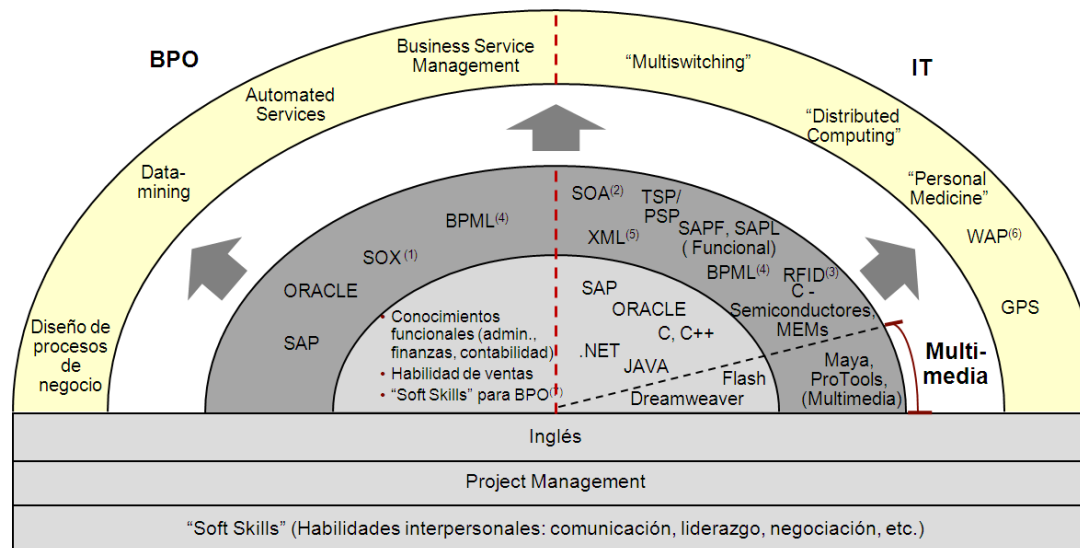 BPO
IT
Business Service
Management
“Multiswitching”
Automated
Services
“Distributed
Computing”
Data-
mining
“Personal
Medicine”
WAP(6)
GPS
Diseño de
procesos
de
negocio
SOA(2)
TSP/
PSP
BPML(4)
XML(5)
SAPF, SAPL
( Funcional)
SOX(1)
BPML(4)
RFID(3)
C -
Semiconductores,
MEMs
ORACLE
SAP
Maya,
ProTools,
(Multimedia)
Multi-
media
• Conocimientos
funcionales (admin.,
finanzas, contabilidad)
• Habilidad de ventas
• “Soft Skills” para BPO
SAP
ORACLE
C, C++
.NET
JAVA
Flash
Dreamweaver
Inglés
Project Management
“Soft Skills” (Habilidades interpersonales: comunicación, liderazgo, negociación, etc.)